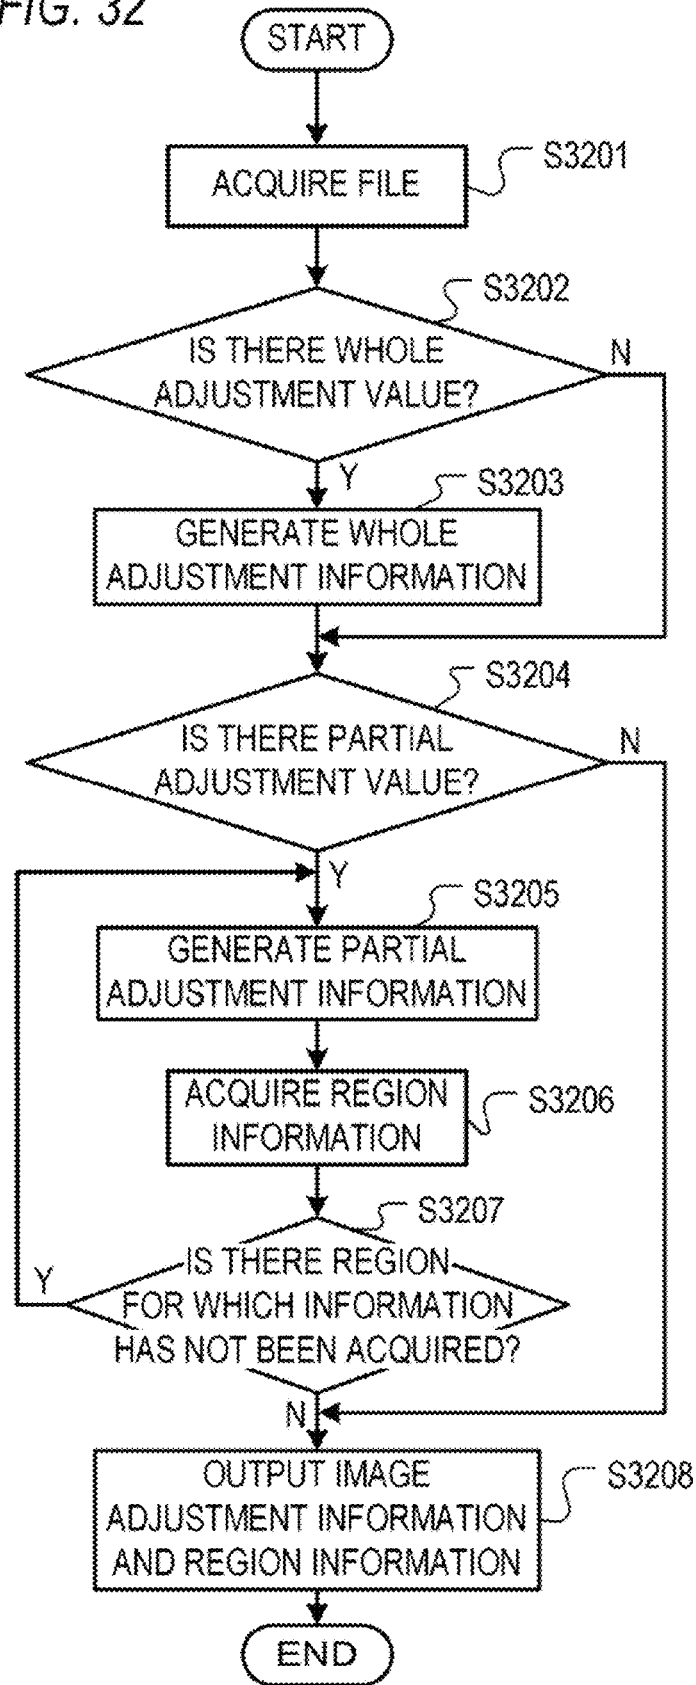 FIG. 32
START
ACQUIRE FILE
S3201
S3202
IS THERE WHOLE
ADJUSTMENT VALUE?
N
Y
S3203
GENERATE WHOLE
ADJUSTMENT INFORMATION
S3204
IS THERE PARTIAL
ADJUSTMENT VALUE?
N
Y
S3205
GENERATE PARTIAL
ADJUSTMENT INFORMATION
ACQUIRE REGION
INFORMATION
S3206
S3207
IS THERE REGION
FOR WHICH INFORMATION
HAS NOT BEEN ACQUIRED?
Y
N
OUTPUT IMAGE
ADJUSTMENT INFORMATION
AND REGION INFORMATION
S3208
END